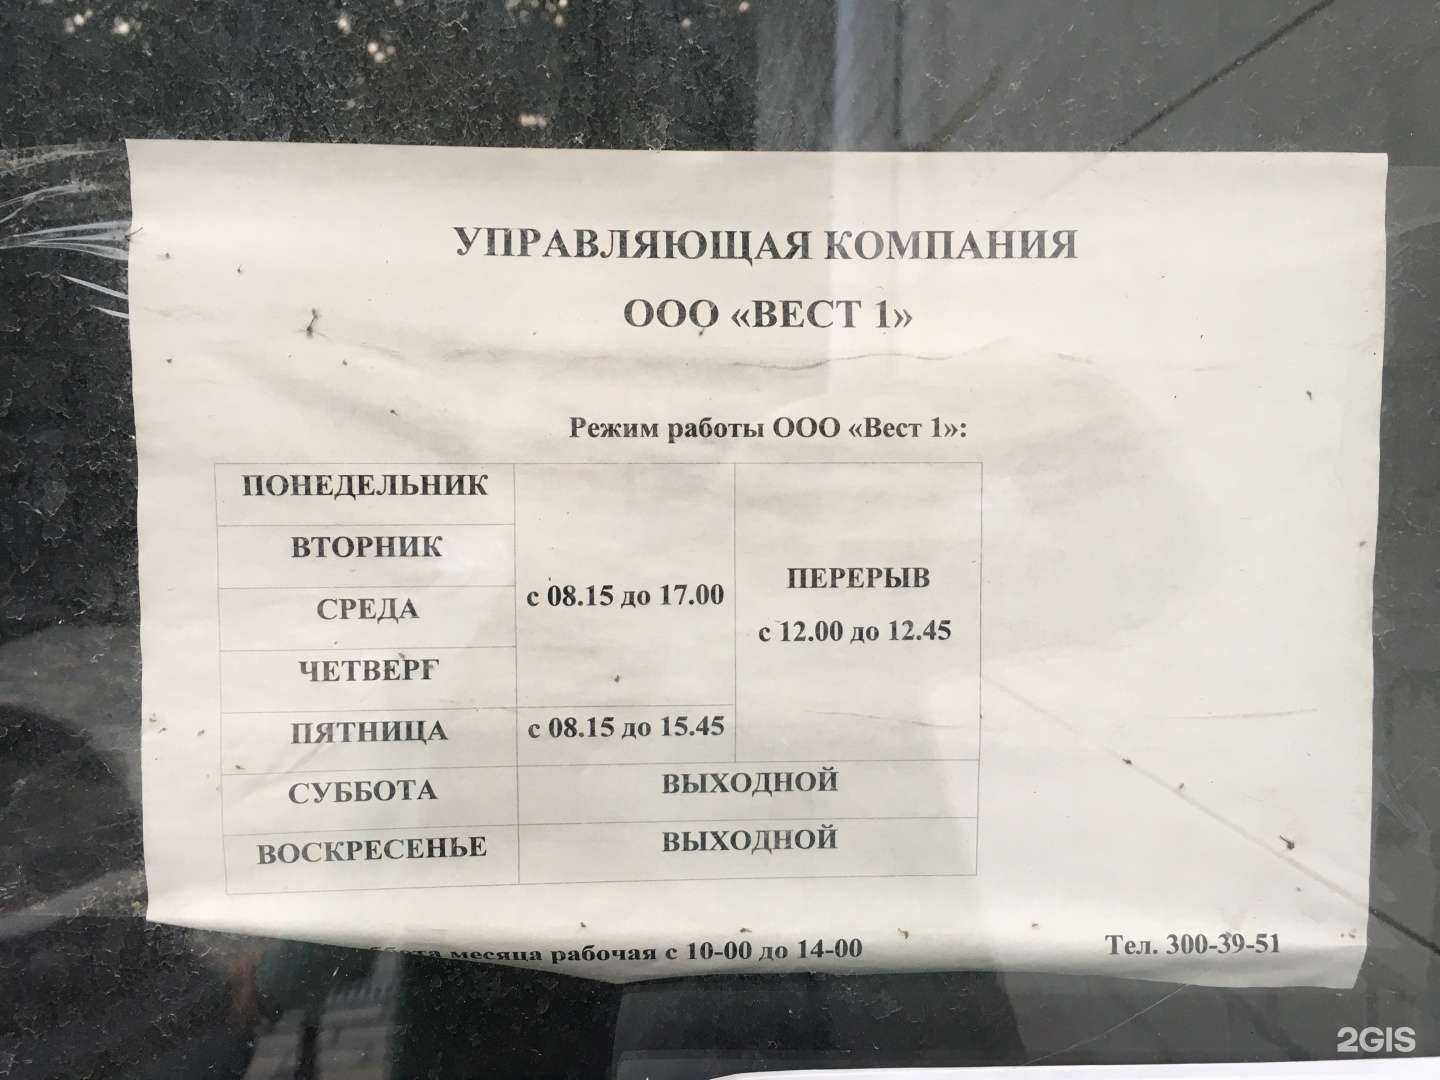 УПРАВЛЯЮЩАЯ КОМПАНИЯ
ООО «ВЕСТ 1»
Режим работы ООО «Вест 1»:
ПОНЕДЕЛЬНИК
ВТОРНИК
СРЕДА
ЧЕТВЕРГ
с 08.15 до 17.00
ПЕРЕРЫВ
с 12.00 до 12.45
ПЯТНИЦА с 08.15 до 15.45
СУББОТА ВЫХОДНОЙ
ВОСКРЕСЕНЬЕ ВЫХОДНОЙ
месяца рабочая с 10-00 до 14-00 Тел. 300-39-51
2GIS